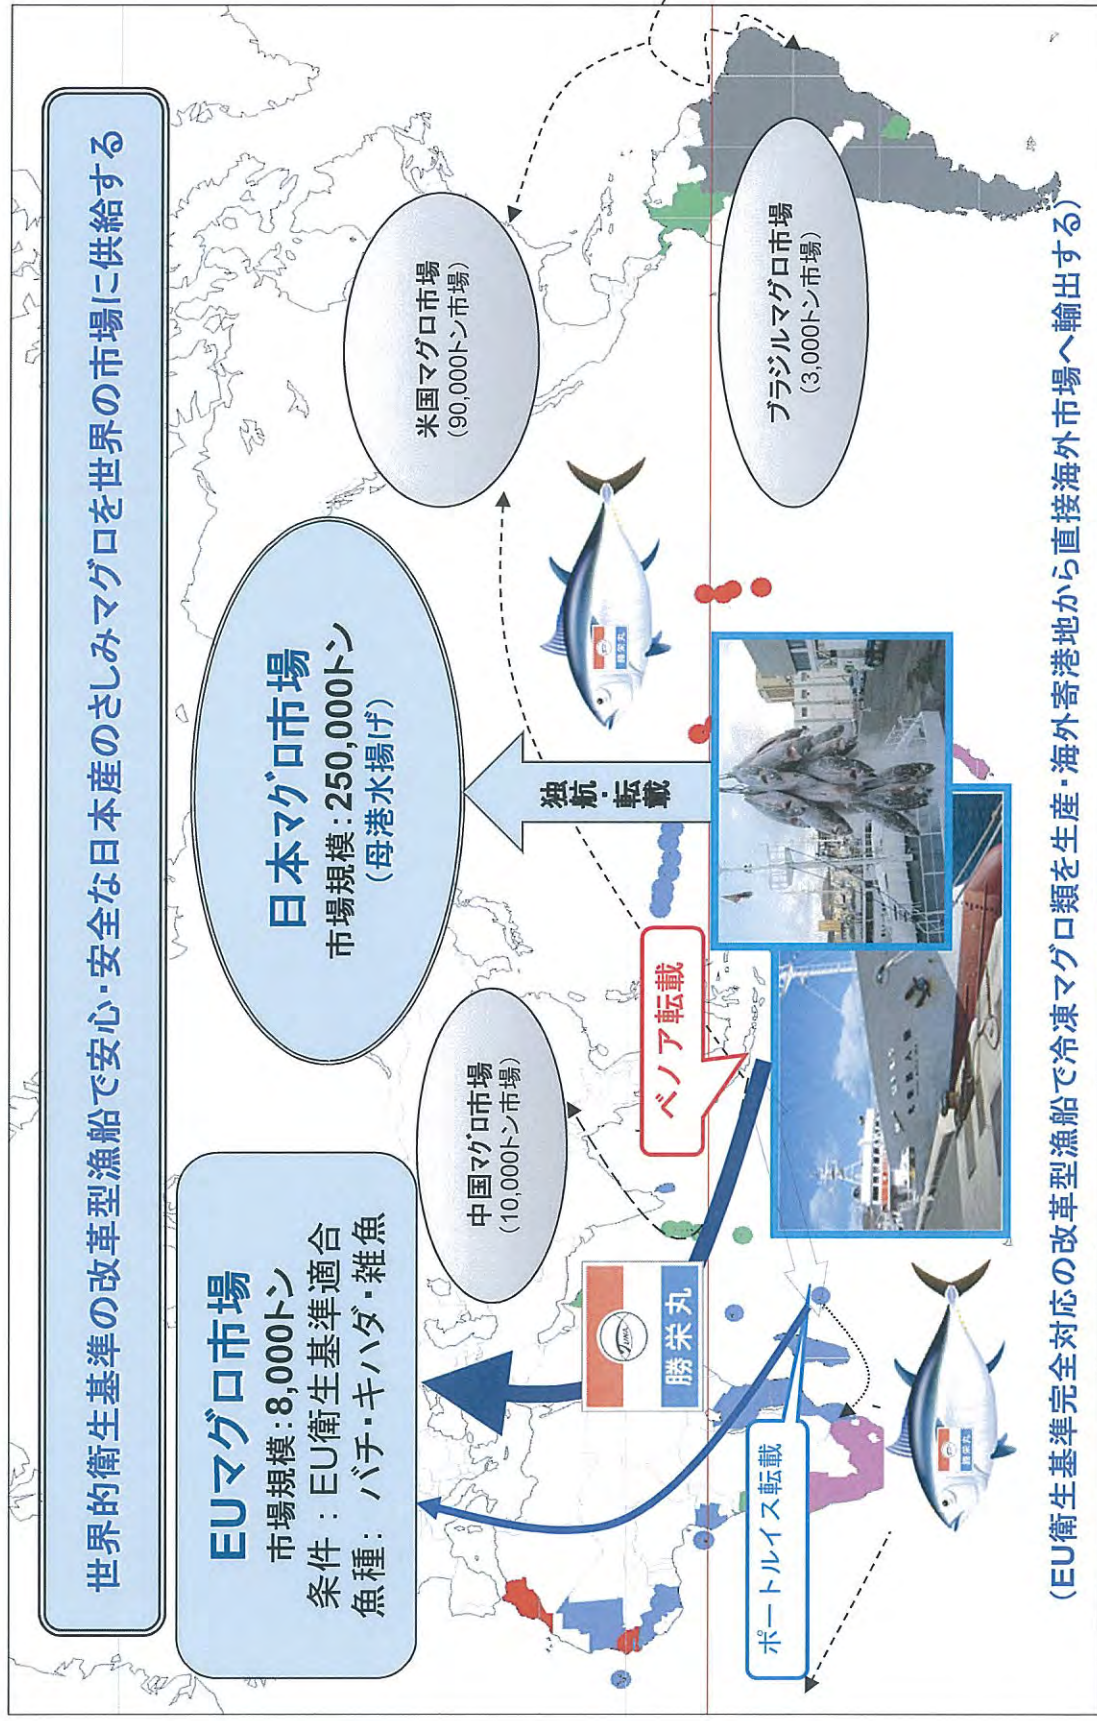 世界的衛生基準の改革型漁船で安心・安全な日本産のさしみマグロを世界の市場に供給する
EUマグロ市場
市場規模:8,000トン
条件:EU衛生基準適合
魚種:バチ・キハダ・雑魚
日本マグロ市場
市場規模:250,000トン
(母港水揚げ)
中国マグロ市場
(10,000トン市場)
米国マグロ市場
(90,000トン市場)
ブラジルマグロ市場
(3,000トン市場)
独航・転載
ベノア転載
勝栄丸
ポートルイス転載
勝栄丸
勝栄丸
(EU衛生基準完全対応の改革型漁船で冷凍マグロ類を生産・海外寄港地から直接海外市場へ輸出する)